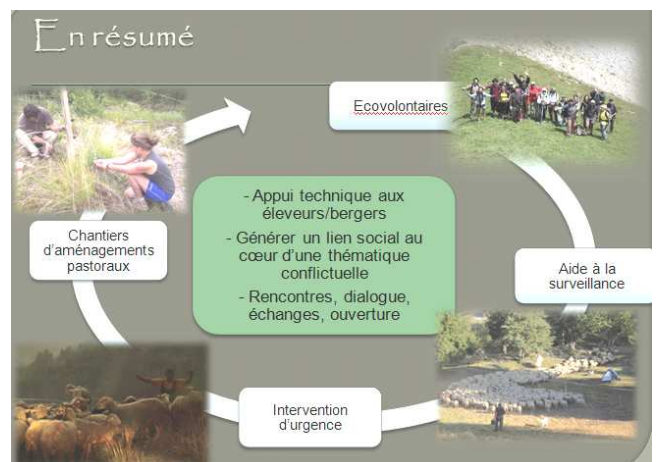 En résumé
Ecovolontaires
- Appui technique aux
éleveurs/bergers
- Générer un lien social au
cœur d'une thématique
conflictuelle
- Rencontres, dialogue,
échanges, ouverture
Chantiers
d'aménagements
pastoraux
Aide à la
surveillance
Intervention
d'urgence